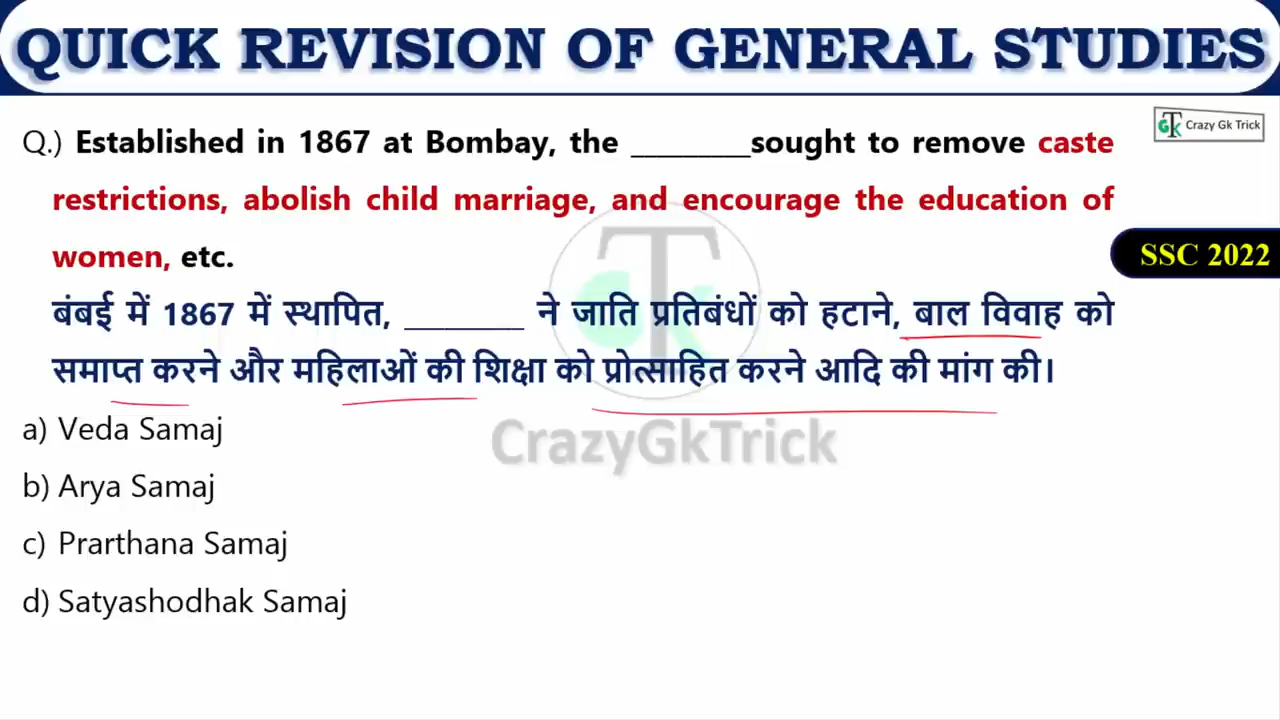 QUICK REVISION OF GENERAL STUDIES
Crazy Gk Trick
Q.) Established in 1867 at Bombay, the _________sought to remove caste
restrictions, abolish child marriage, and encourage the education of
women, etc.
SSC 2022
बंबई में 1867 में स्थापित, ________ ने जाति प्रतिबंधों को हटाने, बाल विवाह को
समाप्त करने और महिलाओं की शिक्षा को प्रोत्साहित करने आदि की मांग की।
a) Veda Samaj
CrazyGkTrick
b) Arya Samaj
c) Prarthana Samaj
d) Satyashodhak Samaj